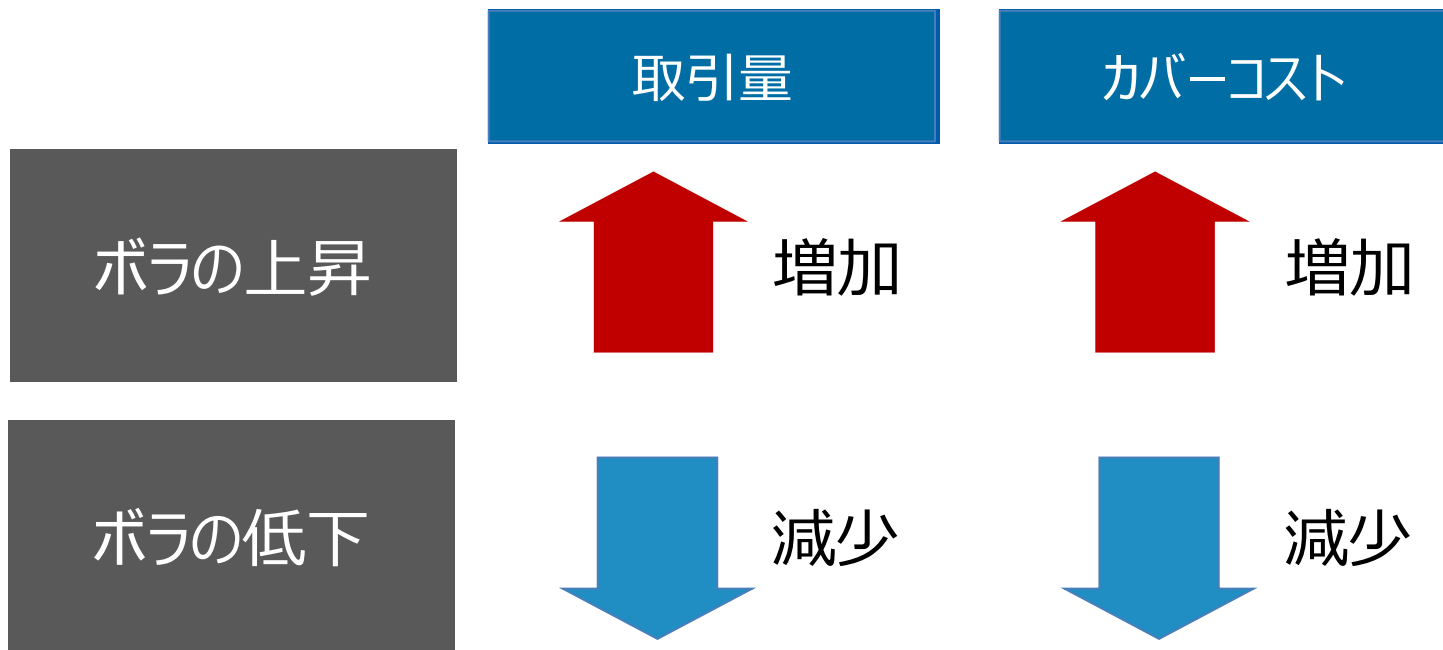 取引量
カバーコスト
ボラの上昇
増加
増加
ボラの低下
減少
減少